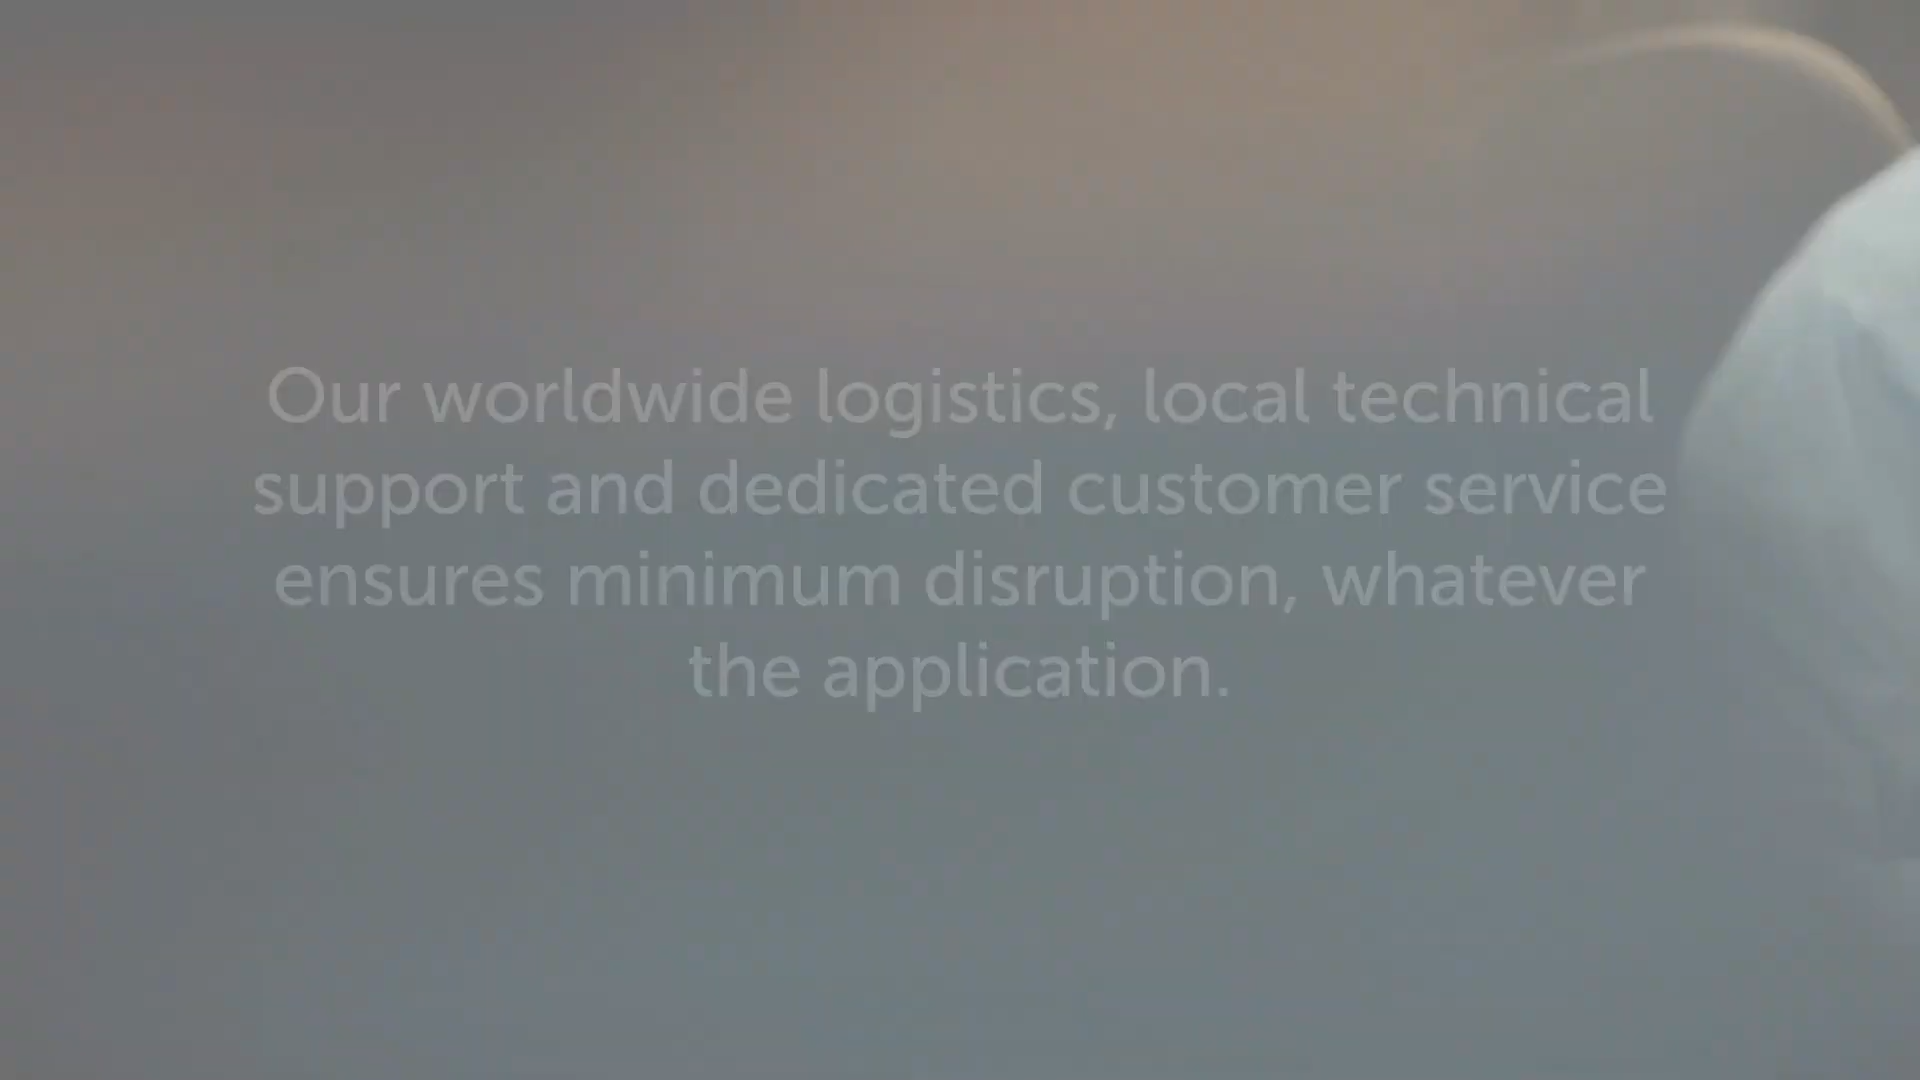 Our worldwide logistics, local technical
support and dedicated customer service
ensures minimum disruption, whatever
the application.